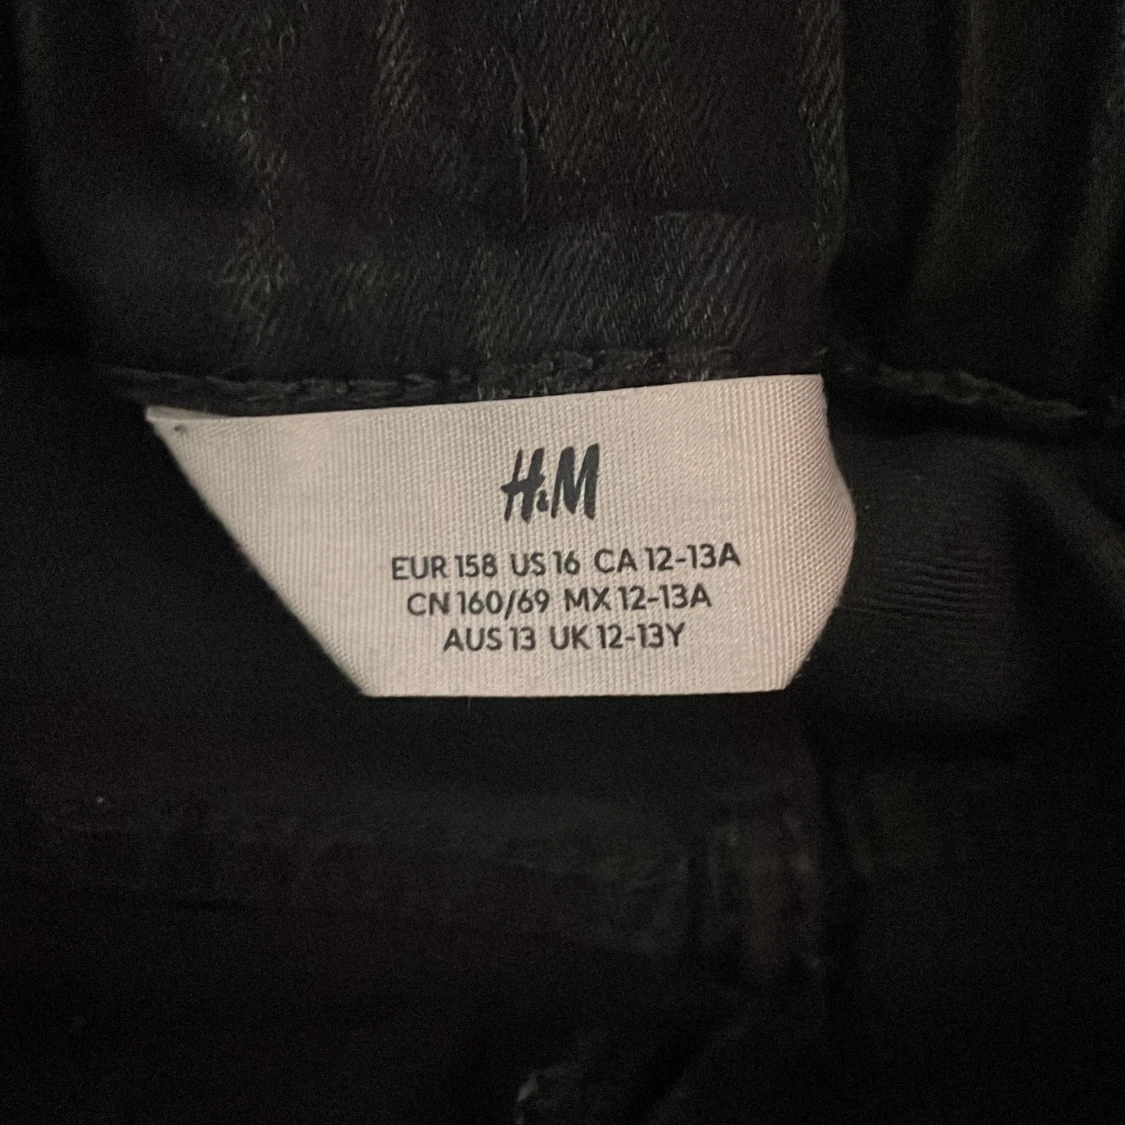 H&M
EUR 158 US 16 CA 12-13A
CN 160/69 MX 12-13A
AUS 13 UK 12-13Y